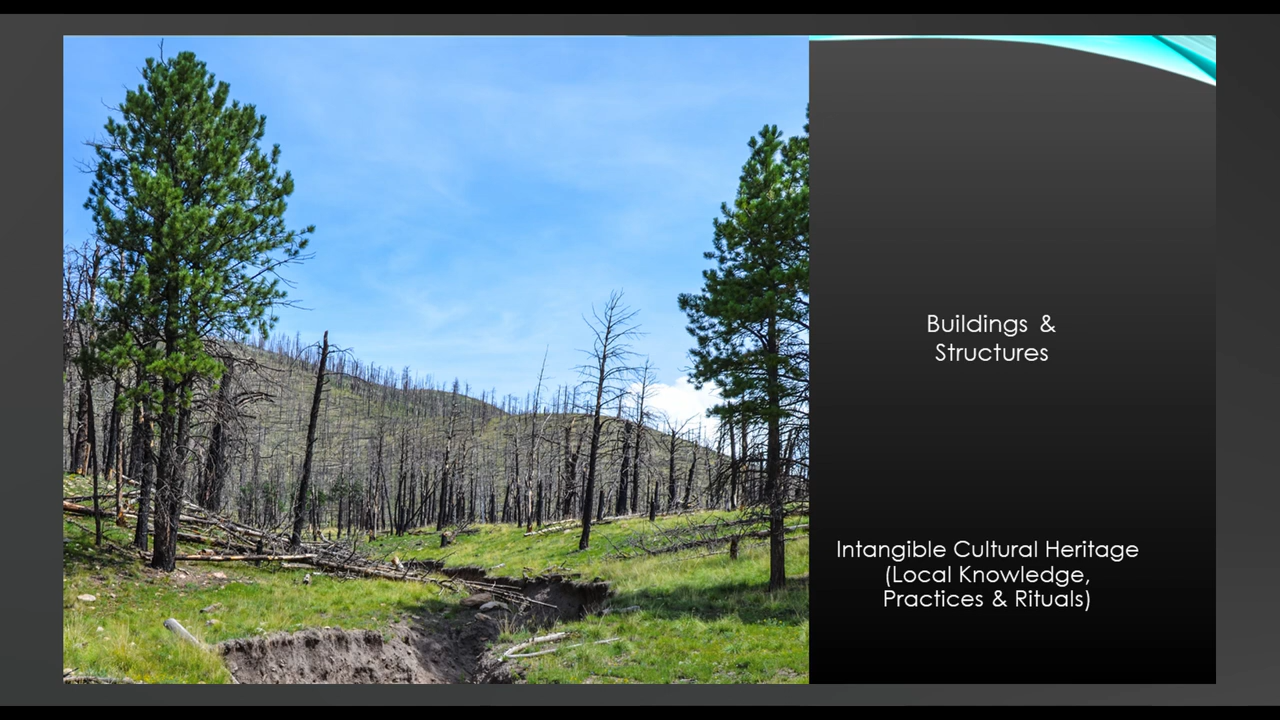 Buildings &
Structures
Intangible Cultural Heritage
(Local Knowledge,
Practices & Rituals)